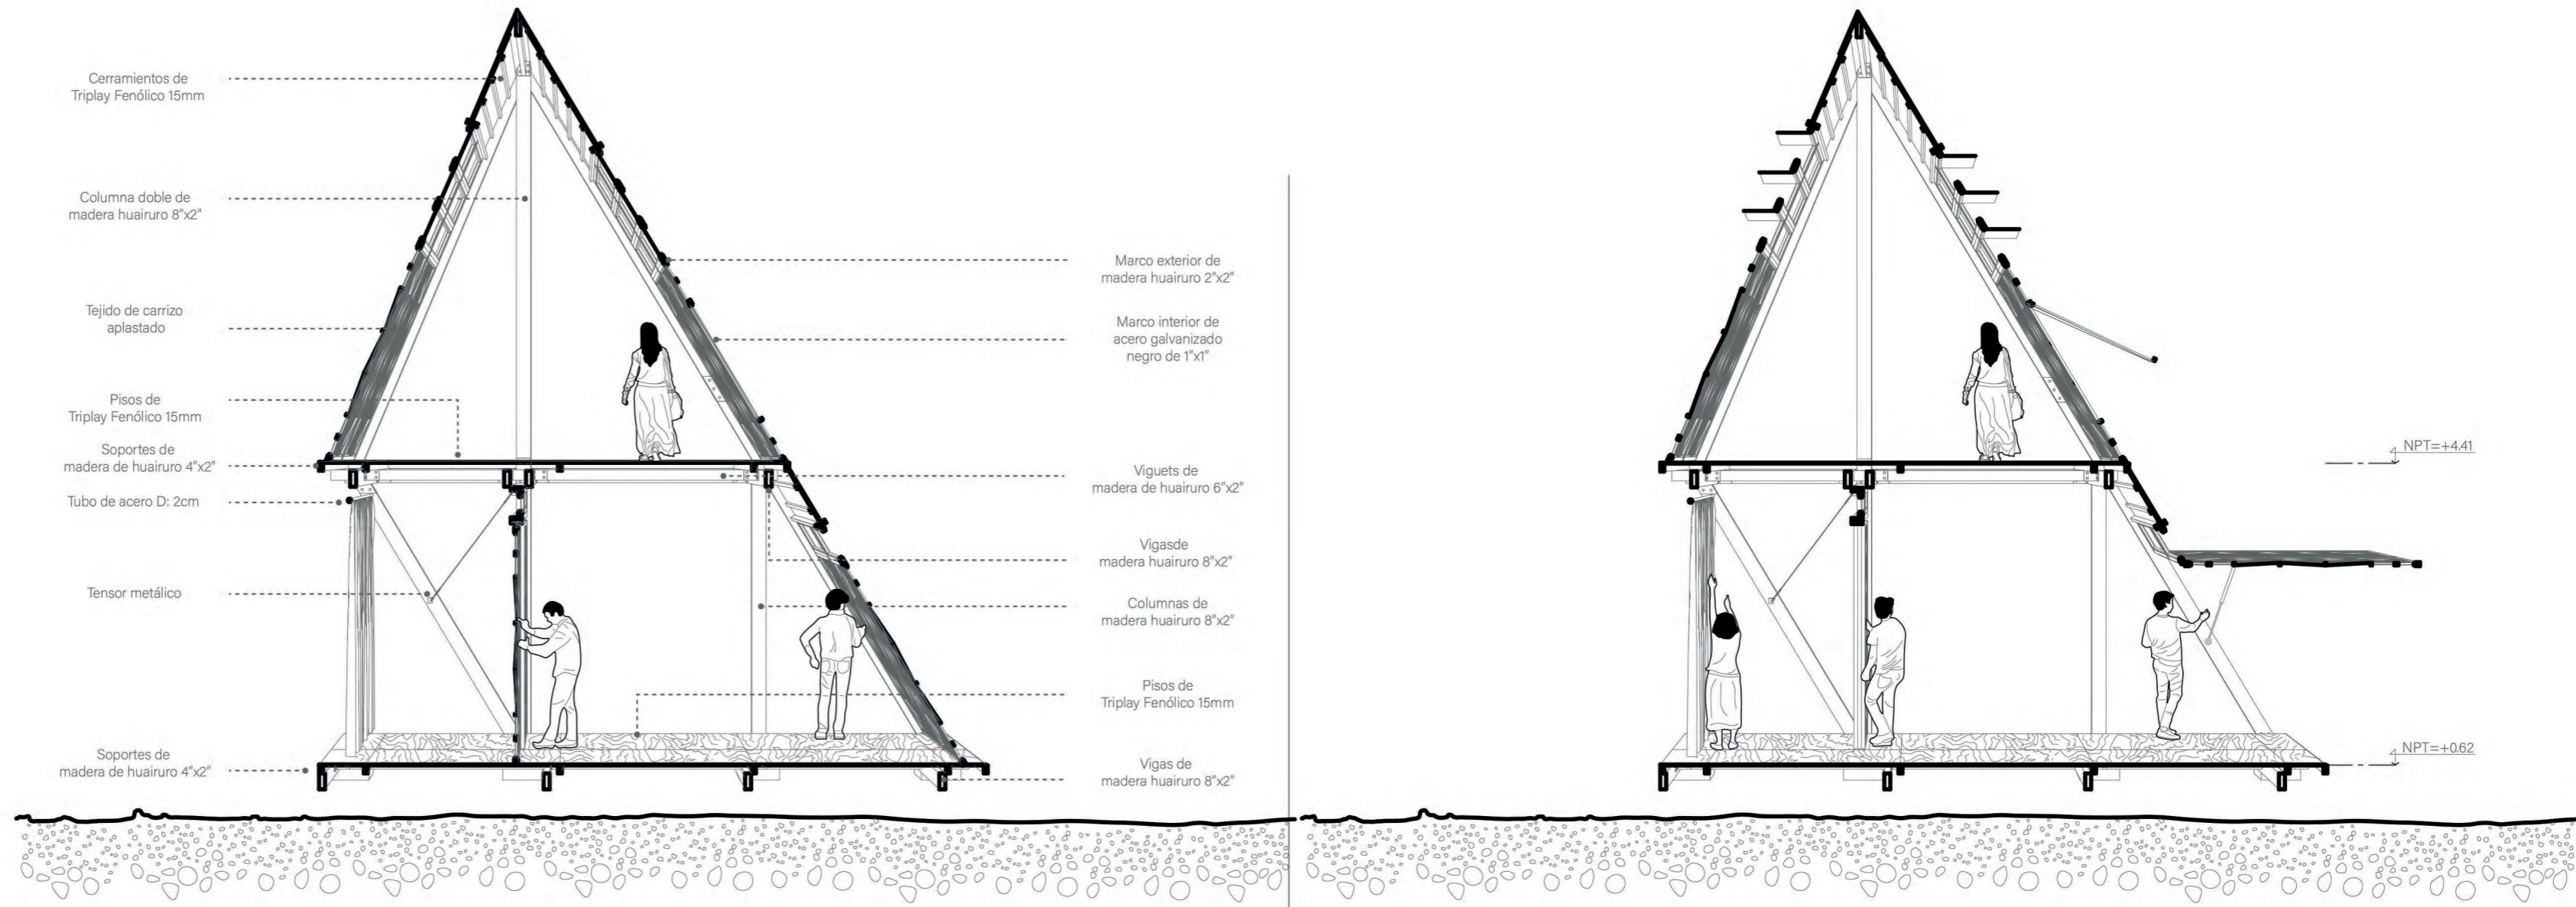 Cerramientos de
Triplay Fenólico 15mm
Columna doble de
madera huairuro 8"x2"
Tejido de carrizo
aplastado
Pisos de
Triplay Fenólico 15mm
Soportes de
madera de huairuro 4"x2"
Tubo de acero D: 2cm
Tensor metálico
Soportes de
madera de huairuro 4"x2"
Marco exterior de
madera huairuro 2"x2"
Marco interior de
acero galvanizado
negro de 1"x1"
Viguets de
madera de huairuro 6"x2"
Vigasde
madera huairuro 8"x2"
Columnas de
madera huairuro 8"x2"
Pisos de
Triplay Fenólico 15mm
Vigas de
madera huairuro 8"x2"
NPT=+4.41
NPT=+0.62